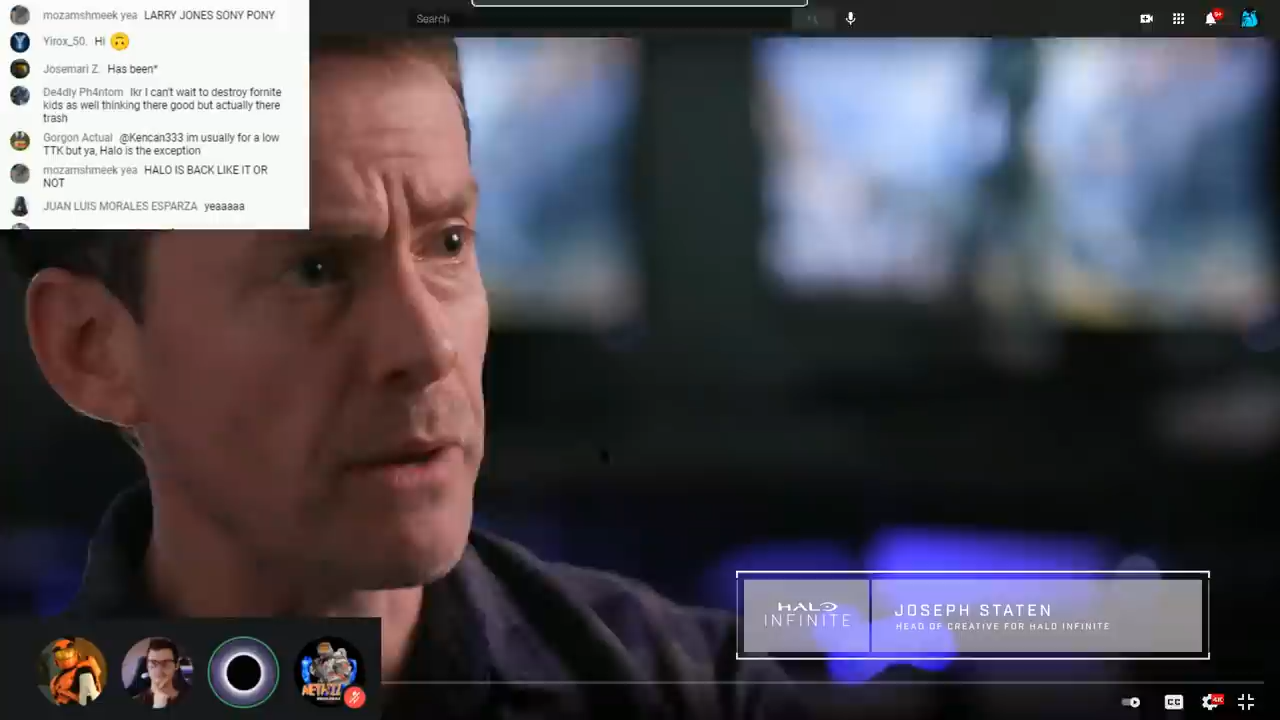 mozamshmeek yea LARRY JONES SONY PONY
Search
9+
Yirox_50. Hi 🙃
Josemari Z. Has been*
De4dly Ph4ntom Ikr I can't wait to destroy fornite
kids as well thinking there good but actually there
trash
Gorgon Actual @Kencan333 im usually for a low
TTK but ya, Halo is the exception
mozamshmeek yea HALO IS BACK LIKE IT OR
NOT
JUAN LUIS MORALES ESPARZA yeaaaaa
HALO
INFINITE
JOSEPH STATEN
HEAD OF CREATIVE FOR HALO INFINITE
CC
4K